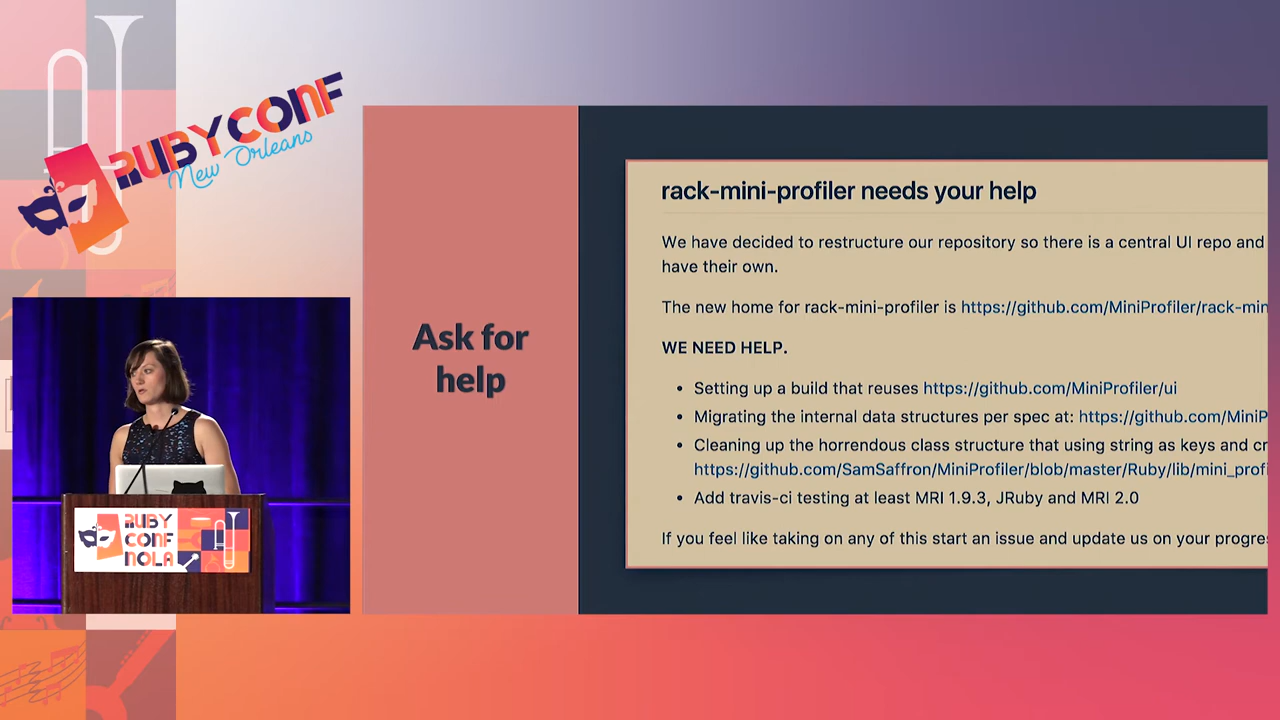 RUBYCONF
New Orleans
Ask for
help
rack-mini-profiler needs your help
We have decided to restructure our repository so there is a central UI repo and
have their own.
The new home for rack-mini-profiler is https://github.com/MiniProfiler/rack-min
WE NEED HELP.
• Setting up a build that reuses https://github.com/MiniProfiler/ui
• Migrating the internal data structures per spec at: https://github.com/MiniP
• Cleaning up the horrendous class structure that using string as keys and cr
https://github.com/SamSaffron/MiniProfiler/blob/master/Ruby/lib/mini_profi
• Add travis-ci testing at least MRI 1.9.3, JRuby and MRI 2.0
If you feel like taking on any of this start an issue and update us on your progre
RUBY
CONF
NOLA